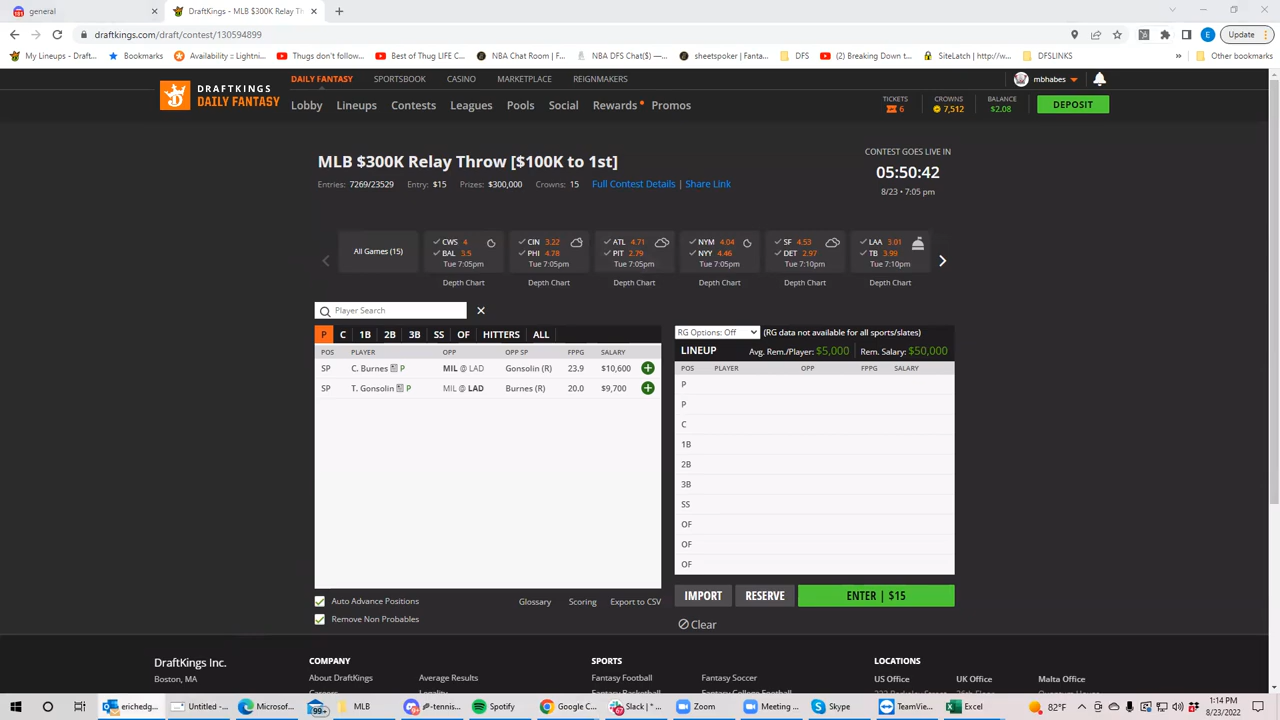 general
DraftKings - MLB $300K Relay Thr
draftkings.com/draft/contest/130594899
Update
My Lineups - Draft...
Bookmarks
Availability :: Lightni...
Thugs don't follow...
Best of Thug LIFE C...
NBA Chat Room | F...
NBA DFS Chat($) -...
sheetspoker | Fanta...
DFS
(2) Breaking Down t...
SiteLatch | http://w...
DFSLINKS
»
Other bookmarks
DAILY FANTASY SPORTSBOOK CASINO MARKETPLACE REIGNMAKERS
mbhabes
DRAFTKINGS
DAILY FANTASY
Lobby Lineups Contests Leagues Pools Social Rewards Promos
TICKETS CROWNS BALANCE
6 7,512 $2.08
DEPOSIT
MLB $300K Relay Throw [$100K to 1st]
CONTEST GOES LIVE IN
05:50:42
8/23 • 7:05 pm
Entries: 7269/23529 Entry: $15 Prizes: $300,000 Crowns: 15 Full Contest Details | Share Link
All Games (15)
CWS 4
BAL 3.5
Tue 7:05pm
Depth Chart
CIN 3.22
PHI 4.78
Tue 7:05pm
Depth Chart
ATL 4.71
PIT 2.79
Tue 7:05pm
Depth Chart
NYM 4.04
NYY 4.46
Tue 7:05pm
Depth Chart
SF 4.53
DET 2.97
Tue 7:10pm
Depth Chart
LAA 3.01
TB 3.99
Tue 7:10pm
Depth Chart
Player Search
P C 1B 2B 3B SS OF HITTERS ALL
POS PLAYER OPP OPP SP FPPG SALARY
SP C. Burnes P MIL @ LAD Gonsolin (R) 23.9 $10,600
SP T. Gonsolin P MIL @ LAD Burnes (R) 20.0 $9,700
RG Options: Off (RG data not available for all sports/slates)
LINEUP Avg. Rem./Player: $5,000 Rem. Salary: $50,000
POS PLAYER OPP FPPG SALARY
P
P
C
1B
2B
3B
SS
OF
OF
OF
Auto Advance Positions
Glossary Scoring Export to CSV
Remove Non Probables
IMPORT RESERVE ENTER | $15
Clear
DraftKings Inc.
Boston, MA
COMPANY
About DraftKings Average Results
Careers Legality
SPORTS
Fantasy Football Fantasy Soccer
Fantasy Basketball Fantasy College Football
LOCATIONS
US Office UK Office Malta Office
erichedg...
Untitled -...
Microsof...
99+
MLB
-tennis...
Spotify
Google C...
Slack | "...
Zoom
Meeting ...
Skype
TeamVie...
Excel
82°F
1:14 PM
8/23/2022